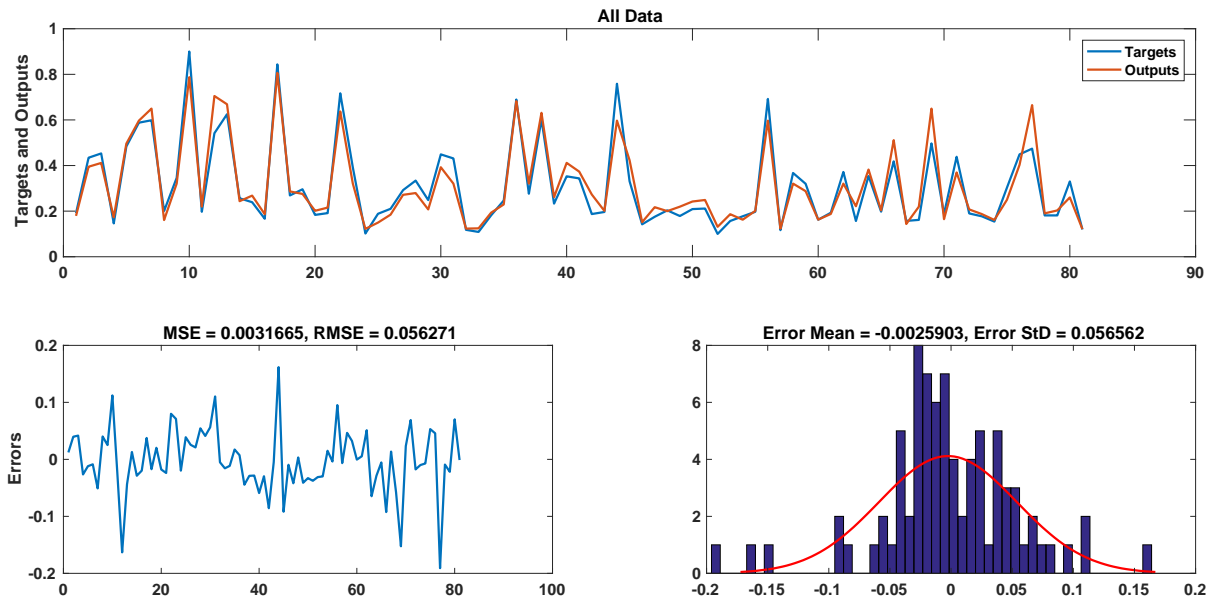 All Data
Targets and Outputs
1
0.8
0.6
0.4
0.2
0
0 10 20 30 40 50 60 70 80 90
Targets
Outputs
MSE = 0.0031665, RMSE = 0.056271
Errors
0.2
0.1
0
-0.1
-0.2
0 20 40 60 80 100
Error Mean = -0.0025903, Error StD = 0.056562
8
6
4
2
0
-0.2 -0.15 -0.1 -0.05 0 0.05 0.1 0.15 0.2